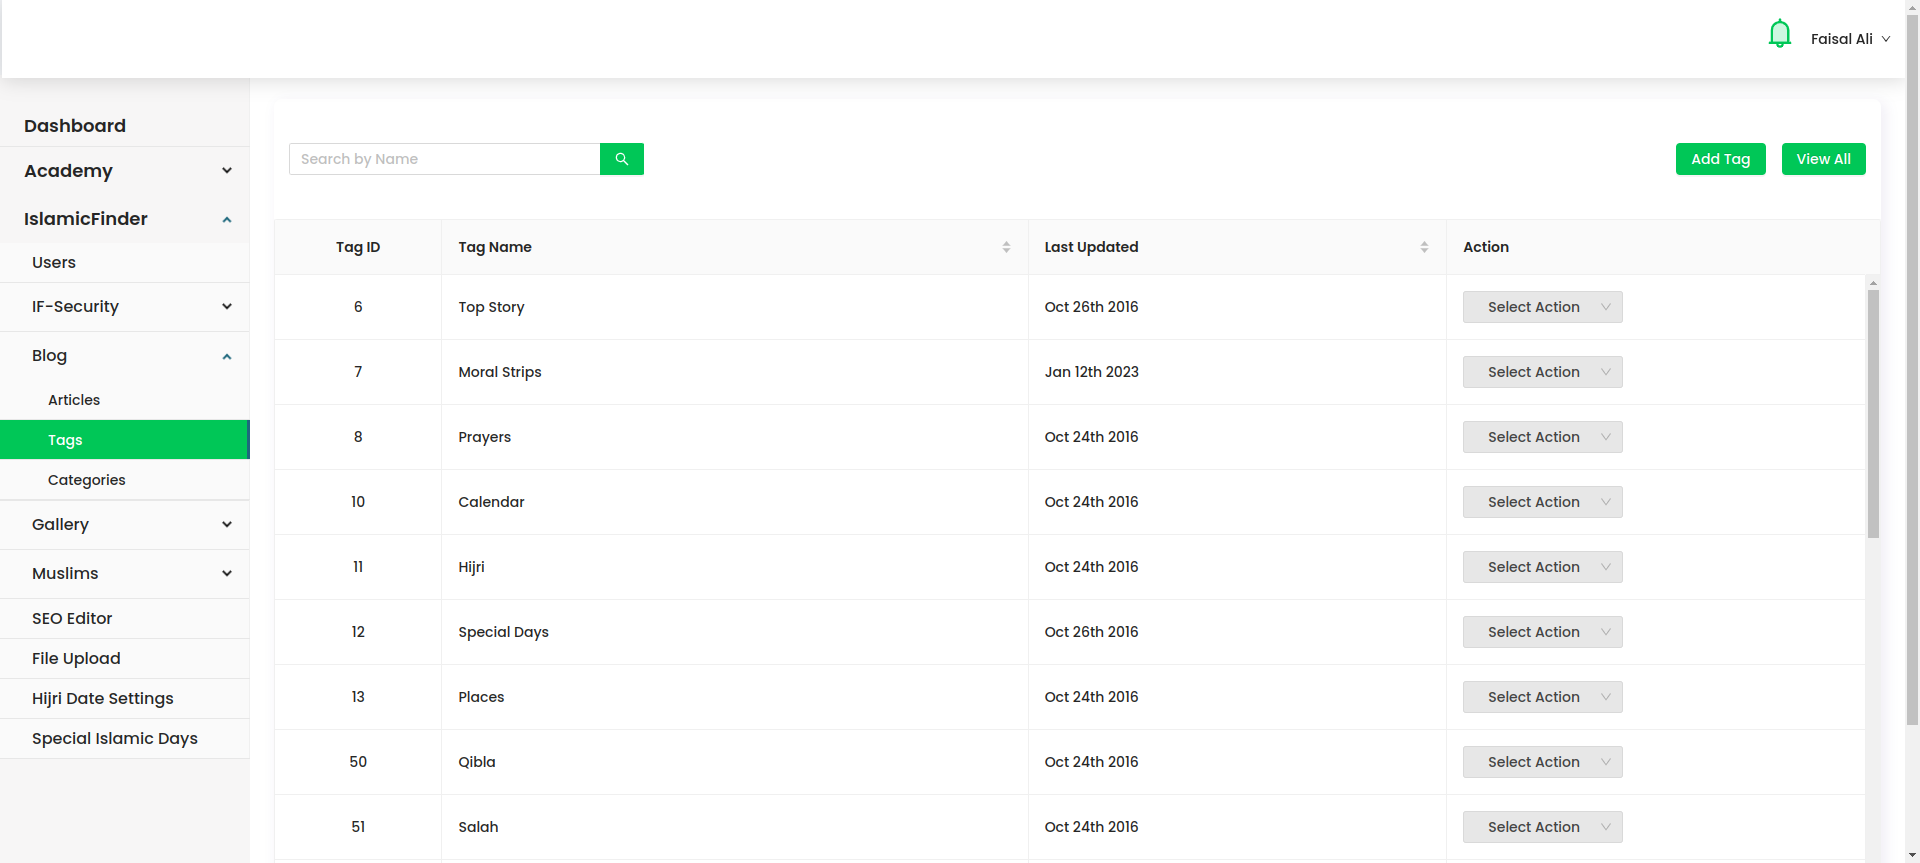 Faisal Ali
Dashboard
Academy
IslamicFinder
Users
IF-Security
Blog
Articles
Tags
Categories
Gallery
Muslims
SEO Editor
File Upload
Hijri Date Settings
Special Islamic Days
Search by Name
Add Tag View All
Tag ID Tag Name Last Updated Action
6 Top Story Oct 26th 2016 Select Action
7 Moral Strips Jan 12th 2023 Select Action
8 Prayers Oct 24th 2016 Select Action
10 Calendar Oct 24th 2016 Select Action
11 Hijri Oct 24th 2016 Select Action
12 Special Days Oct 26th 2016 Select Action
13 Places Oct 24th 2016 Select Action
50 Qibla Oct 24th 2016 Select Action
51 Salah Oct 24th 2016 Select Action